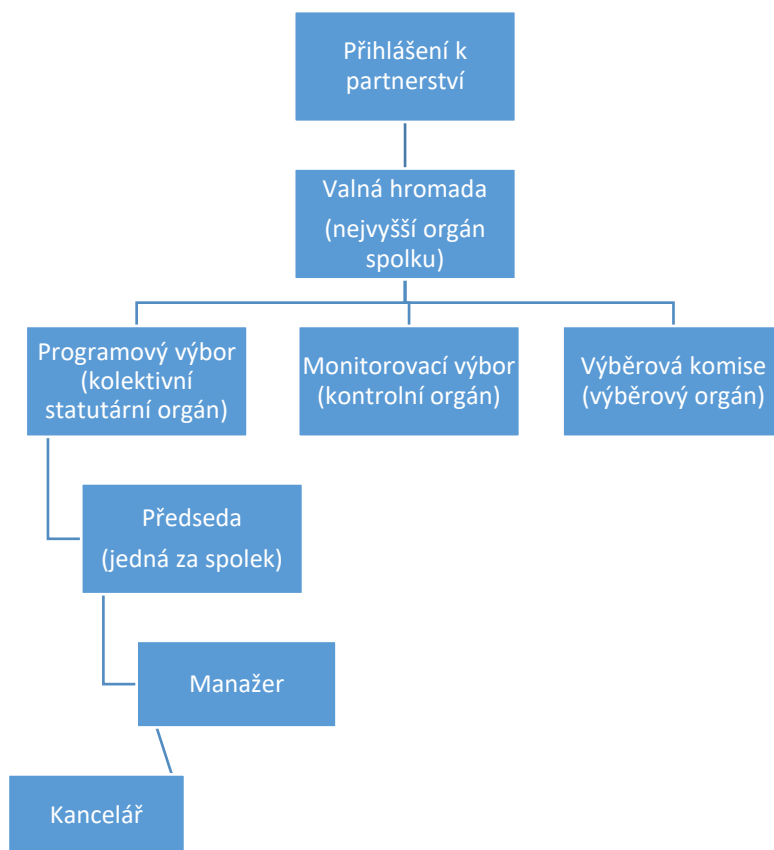 Přihlášení k
partnerství
Valná hromada
(nejvyšší orgán
spolku)
Programový výbor
(kolektivní
statutární orgán)
Monitorovací výbor
(kontrolní orgán)
Výběrová komise
(výběrový orgán)
Předseda
(jedná za spolek)
Manažer
Kancelář